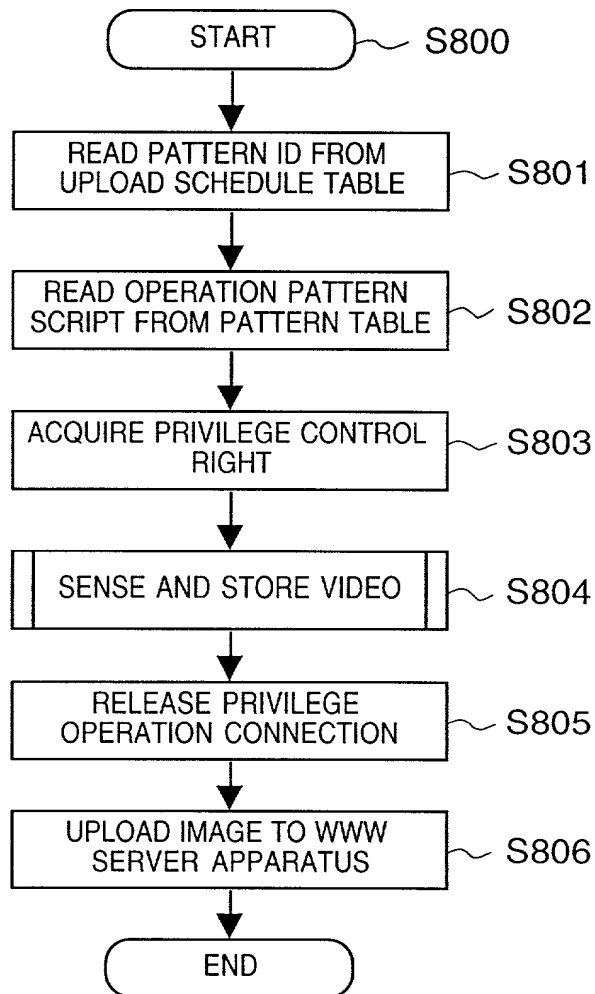 START
S800
READ PATTERN ID FROM
UPLOAD SCHEDULE TABLE
S801
READ OPERATION PATTERN
SCRIPT FROM PATTERN TABLE
S802
ACQUIRE PRIVILEGE CONTROL
RIGHT
S803
SENSE AND STORE VIDEO
S804
RELEASE PRIVILEGE
OPERATION CONNECTION
S805
UPLOAD IMAGE TO WWW
SERVER APPARATUS
S806
END